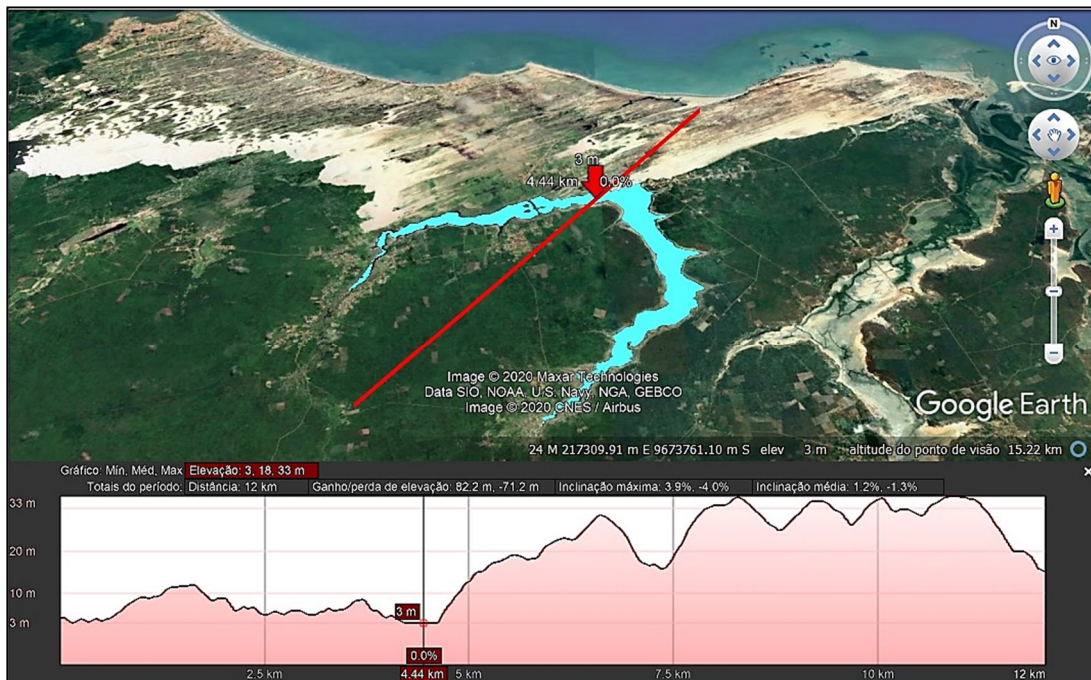 N
3 m
4.44 km 0.0%
Image © 2020 Maxar Technologies
Data SIO, NOAA, U.S. Navy, NGA, GEBCO
Image © 2020 CNES / Airbus
Google Earth
24 M 217309.91 m E 9673761.10 m S elev 3 m altitude do ponto de visão 15.22 km
Gráfico: Mín, Méd, Max Elevação: 3, 18, 33 m
Totais do período: Distância: 12 km Ganho/perda de elevação: 82.2 m, -71.2 m Inclinação máxima: 3.9%, -4.0% Inclinação média: 1.2%, -1.3%
33 m
20 m
10 m
3 m
3 m
0.0%
2.5 km 4.44 km 5 km 7.5 km 10 km 12 km